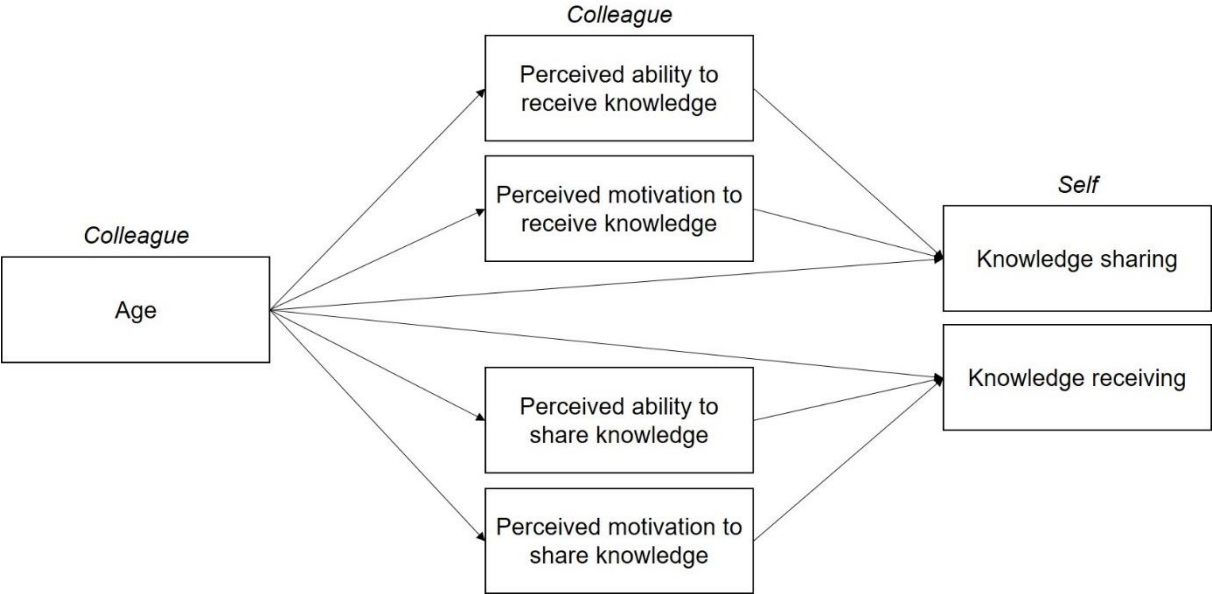 Colleague
Perceived ability to
receive knowledge
Perceived motivation to
receive knowledge
Colleague
Age
Self
Knowledge sharing
Knowledge receiving
Perceived ability to
share knowledge
Perceived motivation to
share knowledge